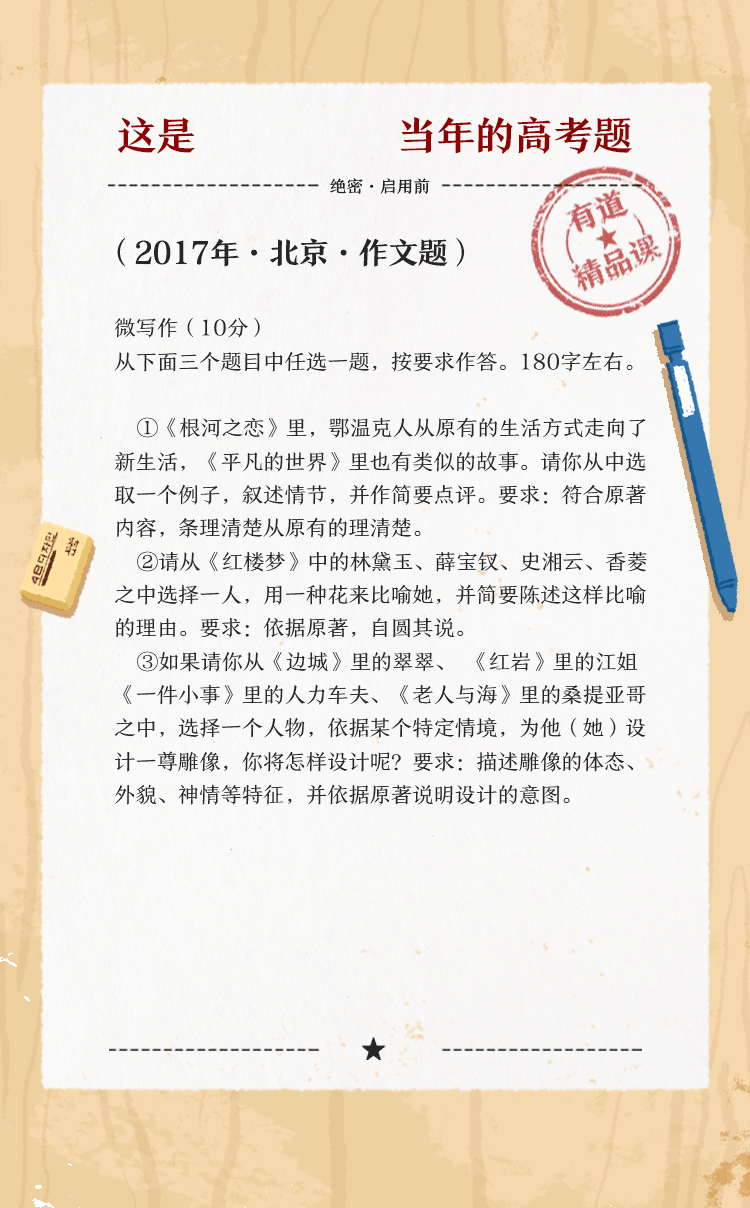 这是 当年的高考题
绝密·启用前
有道
精品课
（2017年·北京·作文题）
微写作（10分）
从下面三个题目中任选一题，按要求作答。180字左右。
①《根河之恋》里，鄂温克人从原有的生活方式走向了
新生活，《平凡的世界》里也有类似的故事。请你从中选
取一个例子，叙述情节，并作简要点评。要求：符合原著
内容，条理清楚从原有的理清楚。
②请从《红楼梦》中的林黛玉、薛宝钗、史湘云、香菱
之中选择一人，用一种花来比喻她，并简要陈述这样比喻
的理由。要求：依据原著，自圆其说。
③如果请你从《边城》里的翠翠、 《红岩》里的江姐
《一件小事》里的人力车夫、《老人与海》里的桑提亚哥
之中，选择一个人物，依据某个特定情境，为他（她）设
计一尊雕像，你将怎样设计呢？要求：描述雕像的体态、
外貌、神情等特征，并依据原著说明设计的意图。